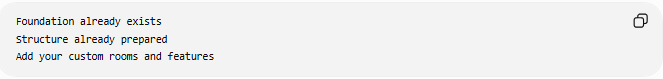 Foundation already exists
Structure already prepared
Add your custom rooms and features